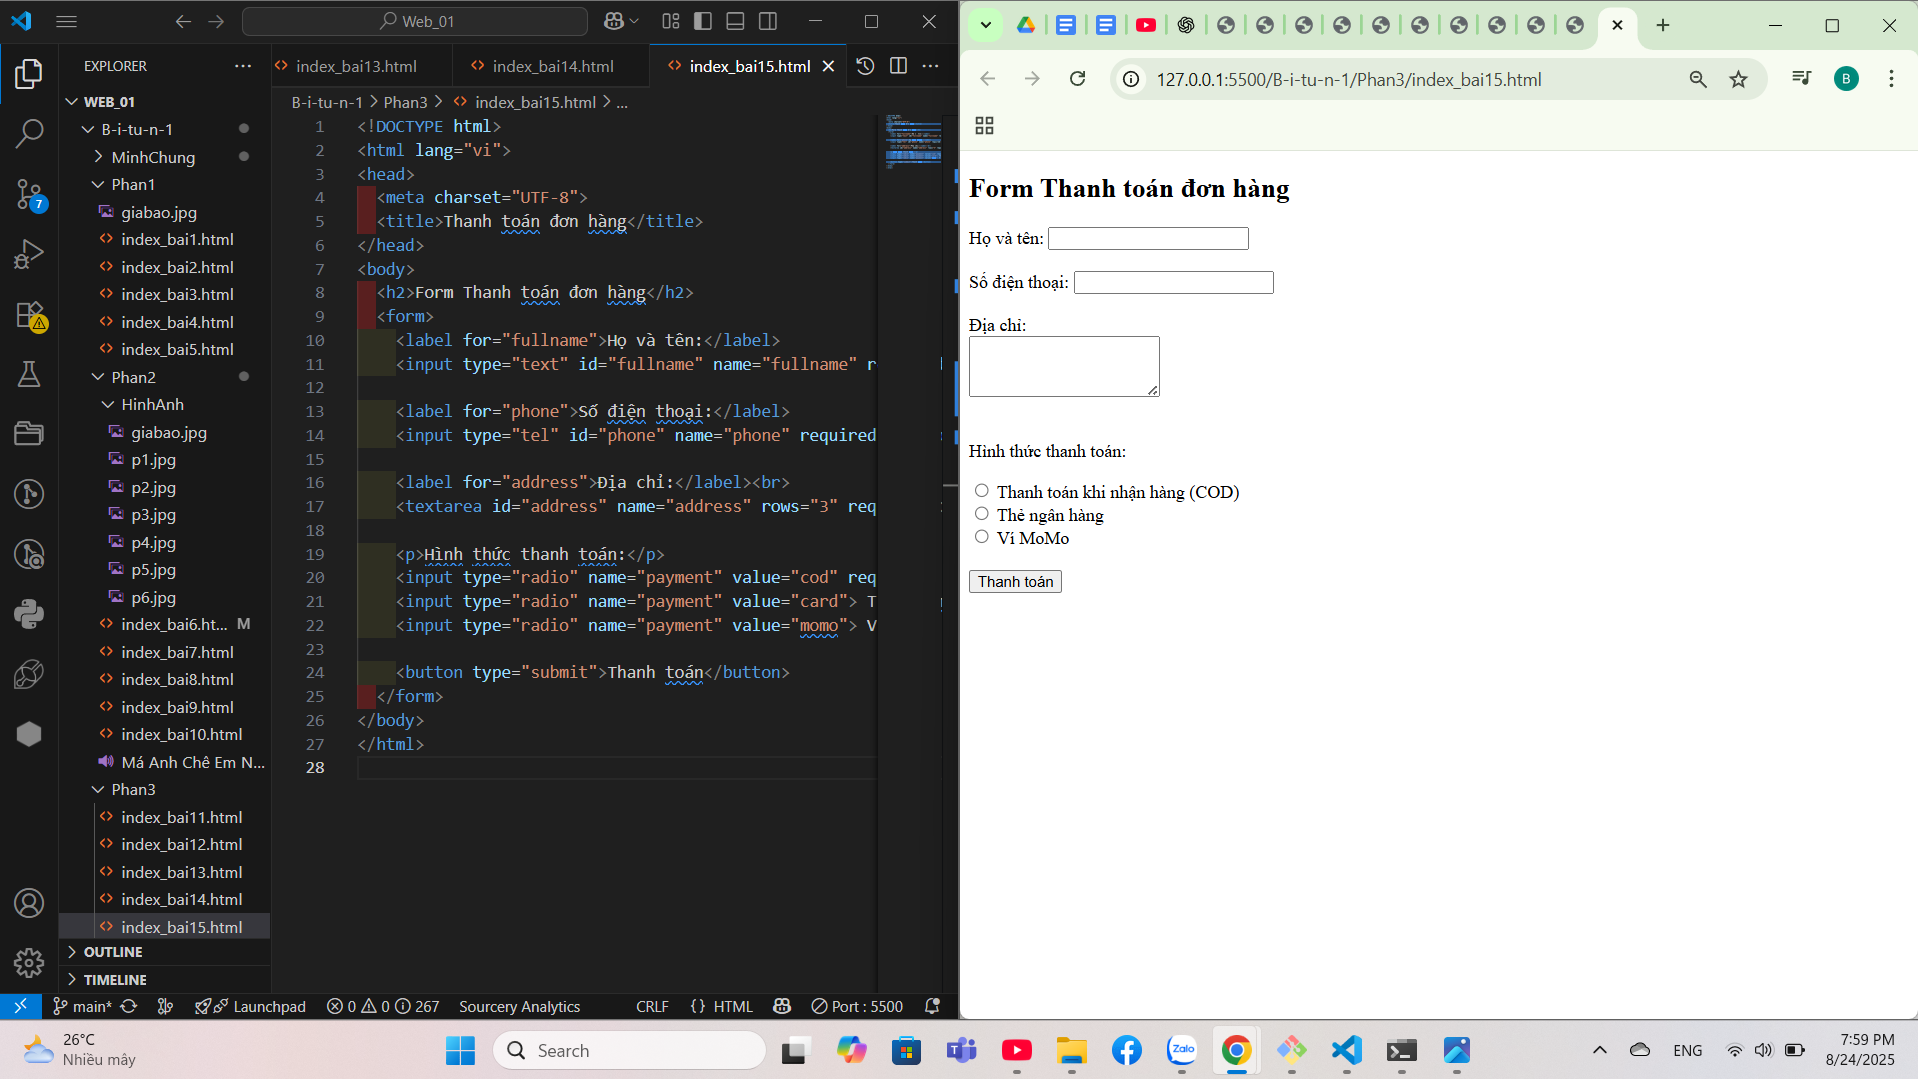 Web_01
EXPLORER
WEB_01
B-i-tu-n-1
MinhChung
Phan1
giabao.jpg
index_bai1.html
index_bai2.html
index_bai3.html
index_bai4.html
index_bai5.html
Phan2
HinhAnh
giabao.jpg
p1.jpg
p2.jpg
p3.jpg
p4.jpg
p5.jpg
p6.jpg
index_bai6.ht... M
index_bai7.html
index_bai8.html
index_bai9.html
index_bai10.html
Má Anh Chê Em N...
Phan3
index_bai11.html
index_bai12.html
index_bai13.html
index_bai14.html
index_bai15.html
OUTLINE
TIMELINE
7
index_bai13.html index_bai14.html index_bai15.html
B-i-tu-n-1 > Phan3 > index_bai15.html > ...
1 <!DOCTYPE html>
2 <html lang="vi">
3 <head>
4 <meta charset="UTF-8">
5 <title>Thanh toán đơn hàng</title>
6 </head>
7 <body>
8 <h2>Form Thanh toán đơn hàng</h2>
9 <form>
10 <label for="fullname">Họ và tên:</label>
11 <input type="text" id="fullname" name="fullname" r
12
13 <label for="phone">Số điện thoại:</label>
14 <input type="tel" id="phone" name="phone" required
15
16 <label for="address">Địa chỉ:</label><br>
17 <textarea id="address" name="address" rows="3" req
18
19 <p>Hình thức thanh toán:</p>
20 <input type="radio" name="payment" value="cod" req
21 <input type="radio" name="payment" value="card"> T
22 <input type="radio" name="payment" value="momo"> V
23
24 <button type="submit">Thanh toán</button>
25 </form>
26 </body>
27 </html>
28
main* Launchpad 0 0 267 Sourcery Analytics CRLF {} HTML Port : 5500
127.0.0.1:5500/B-i-tu-n-1/Phan3/index_bai15.html
B
Form Thanh toán đơn hàng
Họ và tên:
Số điện thoại:
Địa chỉ:
Hình thức thanh toán:
Thanh toán khi nhận hàng (COD)
Thẻ ngân hàng
Ví MoMo
Thanh toán
26°C
Nhiều mây
Search
Zalo
ENG
7:59 PM
8/24/2025